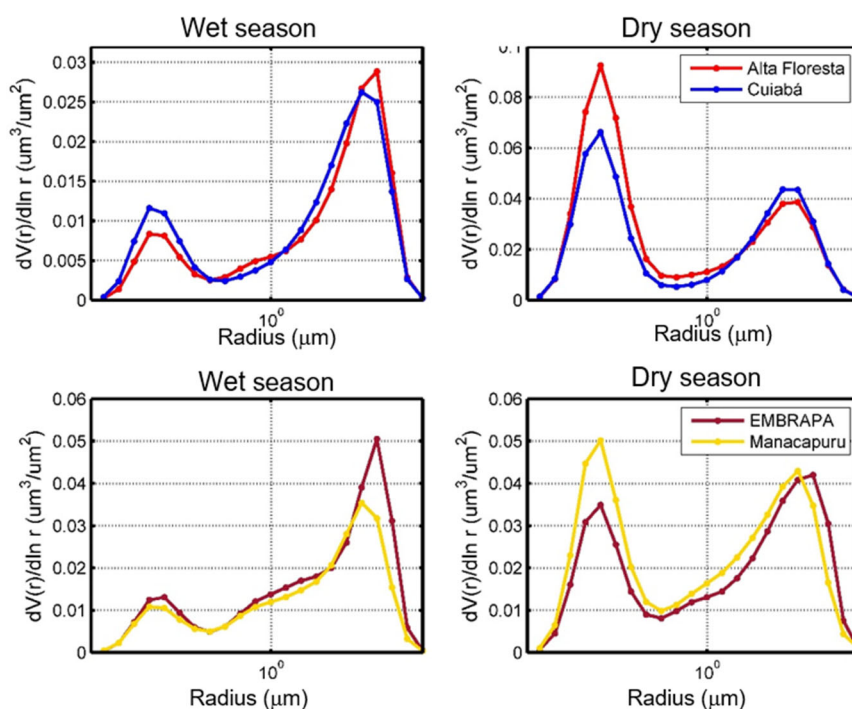 Wet season
Dry season
dV(r)/dln r (um³/um²)
0.03
0.025
0.02
0.015
0.01
0.005
0
10⁰
Radius (μm)
dV(r)/dln r (um³/um²)
0.1
0.08
0.06
0.04
0.02
0
Alta Floresta
Cuiabá
10⁰
Radius (μm)
Wet season
Dry season
dV(r)/dln r (um³/um²)
0.06
0.05
0.04
0.03
0.02
0.01
0
10⁰
Radius (μm)
dV(r)/dln r (um³/um²)
0.06
0.05
0.04
0.03
0.02
0.01
0
EMBRAPA
Manacapuru
10⁰
Radius (μm)